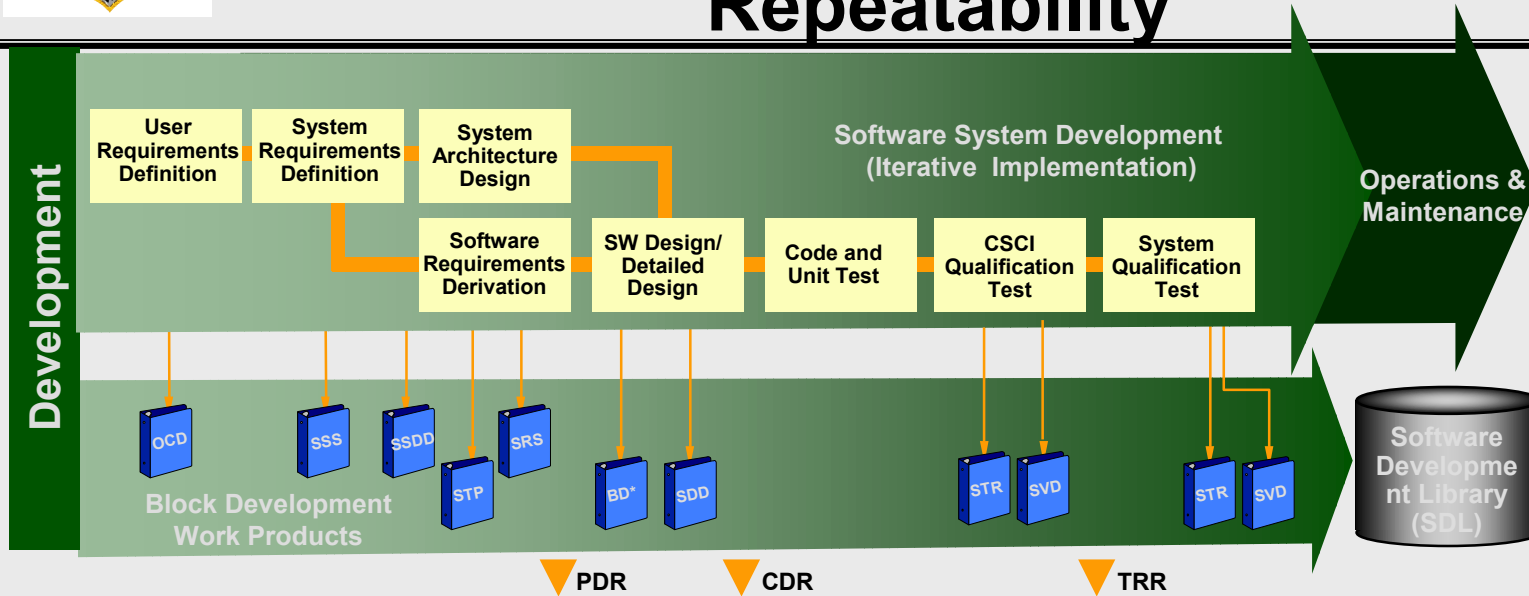 Repeatability
Development
User
Requirements
Definition
System
Requirements
Definition
System
Architecture
Design
Software System Development
(Iterative Implementation)
Operations &
Maintenance
Software
Requirements
Derivation
SW Design/
Detailed
Design
Code and
Unit Test
CSCI
Qualification
Test
System
Qualification
Test
OCD
SSS
SSDD
STP
SRS
BD*
SDD
STR
SVD
STR
SVD
Block Development
Work Products
Software
Developme
nt Library
(SDL)
PDR
CDR
TRR